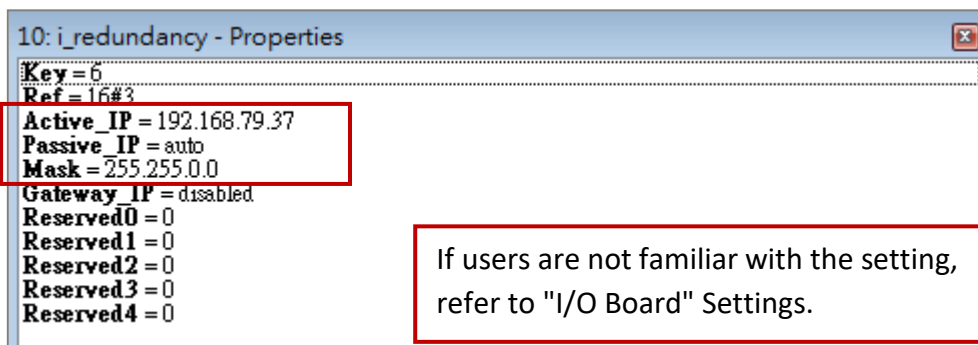 10: i_redundancy - Properties
Key = 6
Ref = 16#3
Active_IP = 192.168.79.37
Passive_IP = auto
Mask = 255.255.0.0
Gateway_IP = disabled
Reserved0 = 0
Reserved1 = 0
Reserved2 = 0
Reserved3 = 0
Reserved4 = 0
If users are not familiar with the setting,
refer to "I/O Board" Settings.